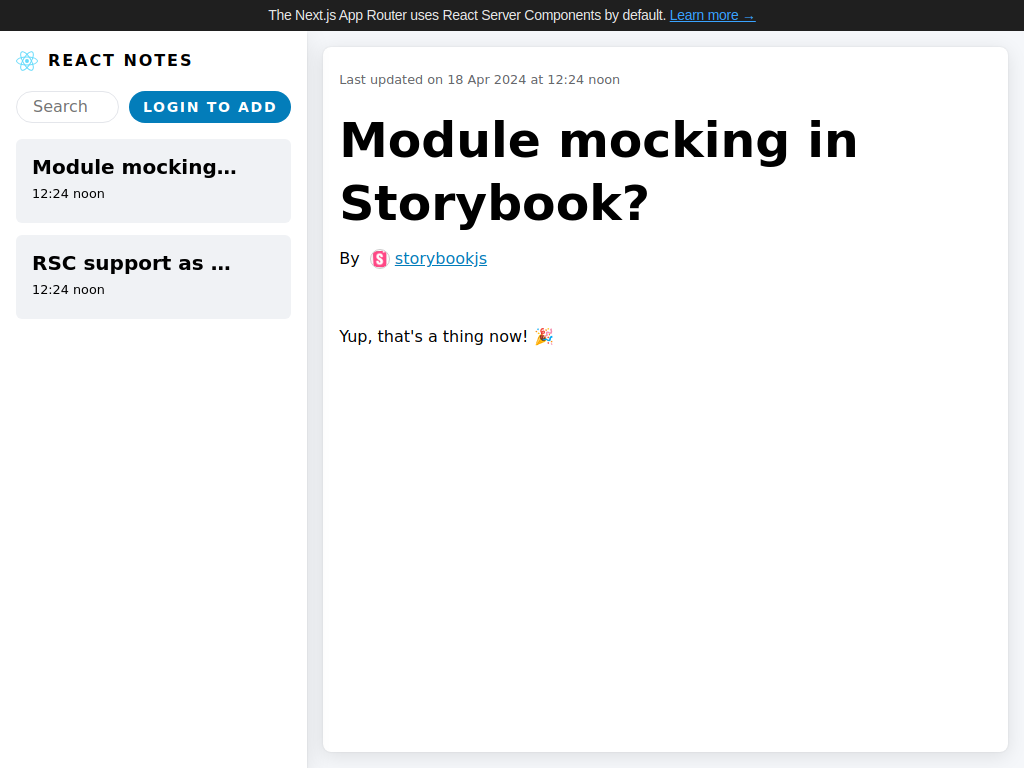 The Next.js App Router uses React Server Components by default. Learn more →
REACT NOTES
Search
LOGIN TO ADD
Module mocking...
12:24 noon
RSC support as ...
12:24 noon
Last updated on 18 Apr 2024 at 12:24 noon
Module mocking in
Storybook?
By S storybookjs
Yup, that's a thing now! 🎉